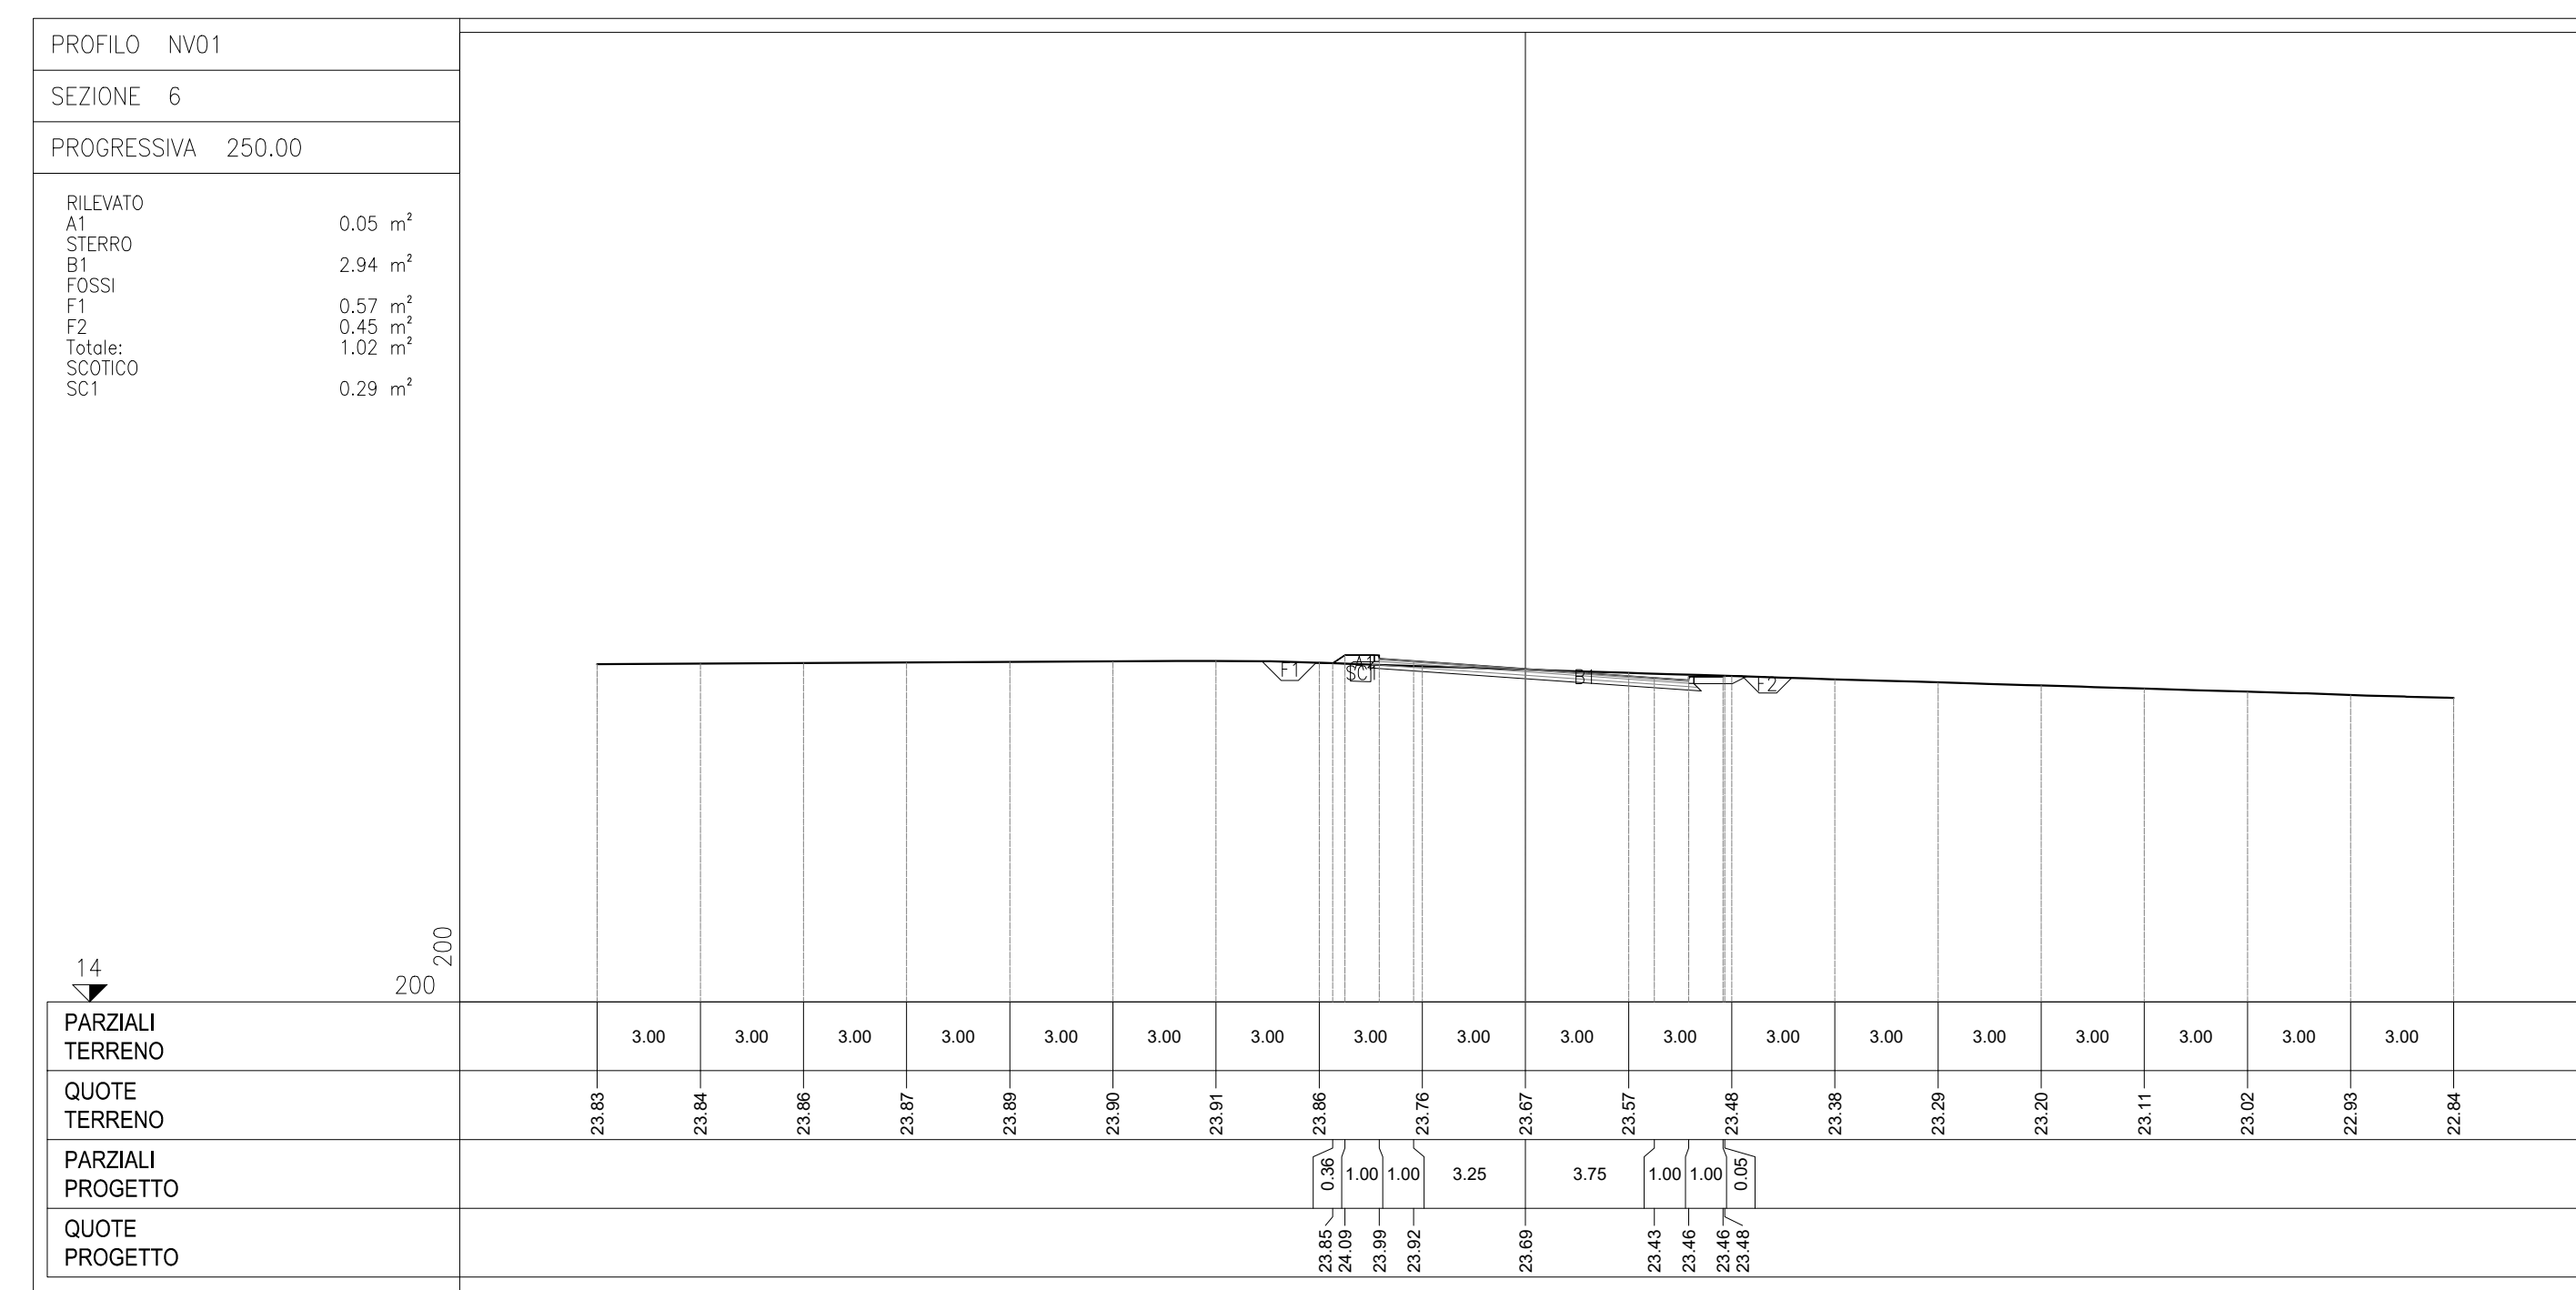 PROFILO NV01
SEZIONE 6
PROGRESSIVA 250.00
RILEVATO
A1 0.05 m²
STERRO
B1 2.94 m²
FOSSI
F1 0.57 m²
F2 0.45 m²
Totale: 1.02 m²
SCOTICO
SC1 0.29 m²
F1 A1 SC1 B1 F2
14 200 200
PARZIALI
TERRENO
3.00 3.00 3.00 3.00 3.00 3.00 3.00 3.00 3.00 3.00 3.00 3.00 3.00 3.00 3.00 3.00 3.00 3.00
QUOTE
TERRENO
23.83 23.84 23.86 23.87 23.89 23.90 23.91 23.86 23.76 23.67 23.57 23.48 23.38 23.29 23.20 23.11 23.02 22.93 22.84
PARZIALI
PROGETTO
0.36 1.00 1.00 3.25 3.75 1.00 1.00 0.05
QUOTE
PROGETTO
23.85 24.09 23.99 23.92 23.69 23.43 23.46 23.46 23.48